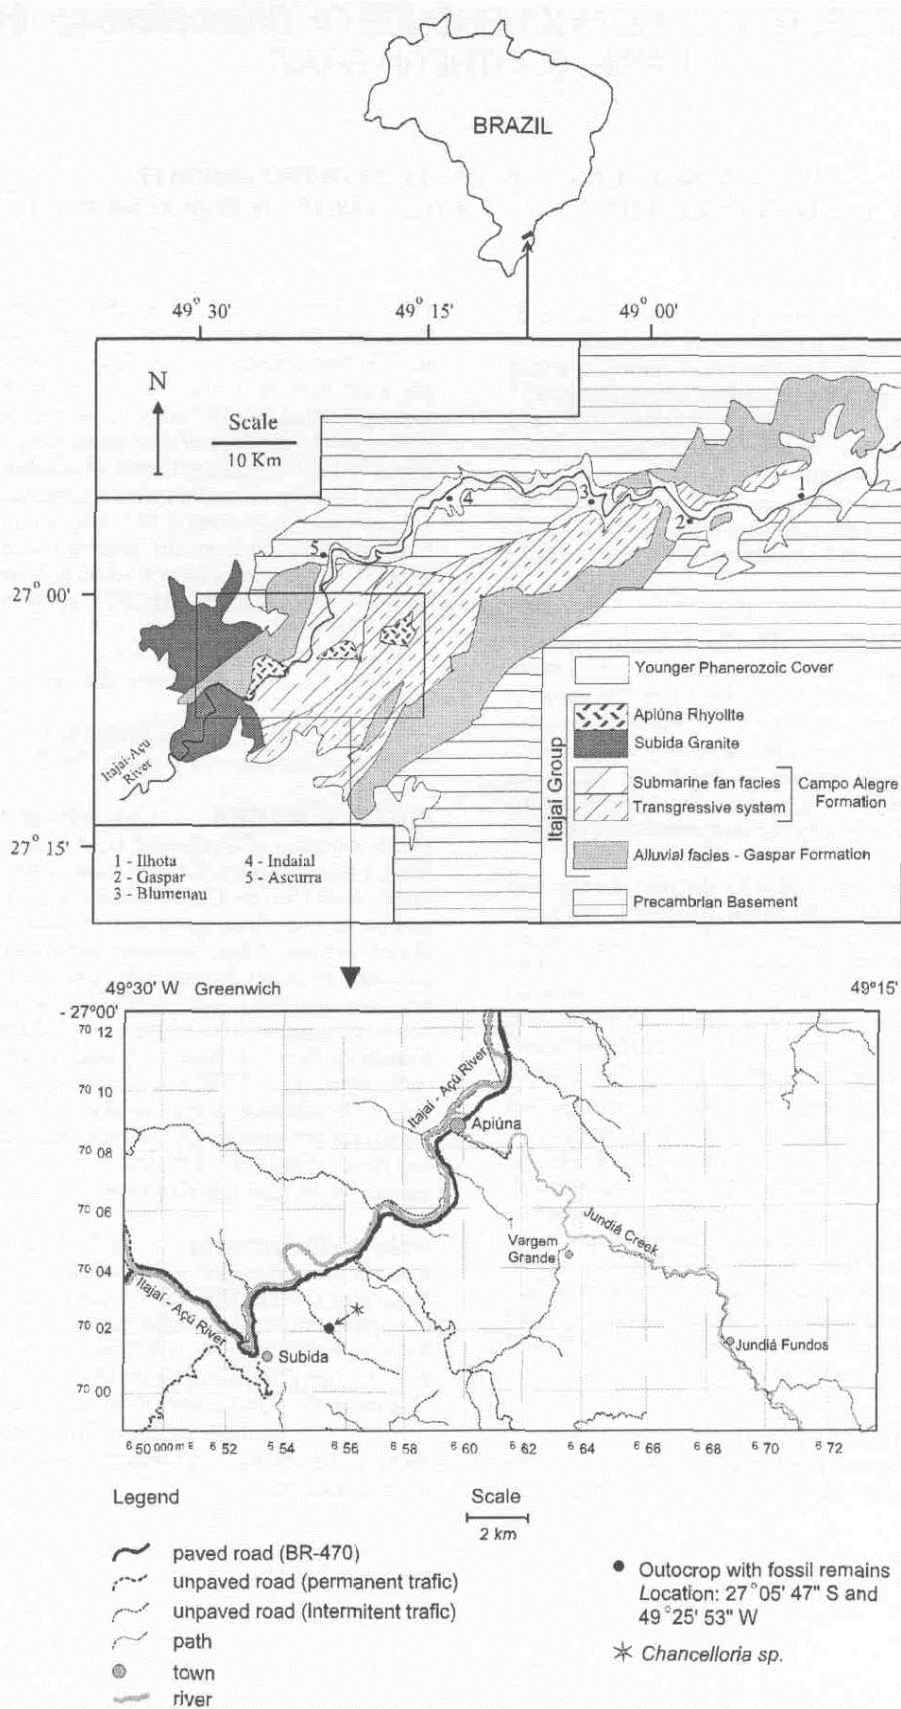 BRAZIL
49° 30'
49° 15'
49° 00'
N
Scale
10 Km
1
4
3
2
5
27° 00'
Younger Phanerozoic Cover
Apiúna Rhyolite
Subida Granite
Itajaí-Açu
River
Itajaí Group
Submarine fan facies
Transgressive system
Campo Alegre
Formation
27° 15'
Alluvial facies - Gaspar Formation
Precambrian Basement
1 - Ilhota
2 - Gaspar
3 - Blumenau
4 - Indaial
5 - Ascurra
49°30' W Greenwich
49°15'
- 27°00'
70 12
70 10
70 08
70 06
70 04
70 02
70 00
Itajaí - Açú River
Apiúna
Jundiá Creek
Vargem
Grande
Itajaí - Açú River
Subida
Jundiá Fundos
6 50 000 m E
6 52
6 54
6 56
6 58
6 60
6 62
6 64
6 66
6 68
6 70
6 72
Legend
Scale
2 km
paved road (BR-470)
unpaved road (permanent trafic)
unpaved road (intermitent trafic)
path
town
river
Outocrop with fossil remains
Location: 27°05' 47" S and
49°25' 53" W
Chancelloria sp.